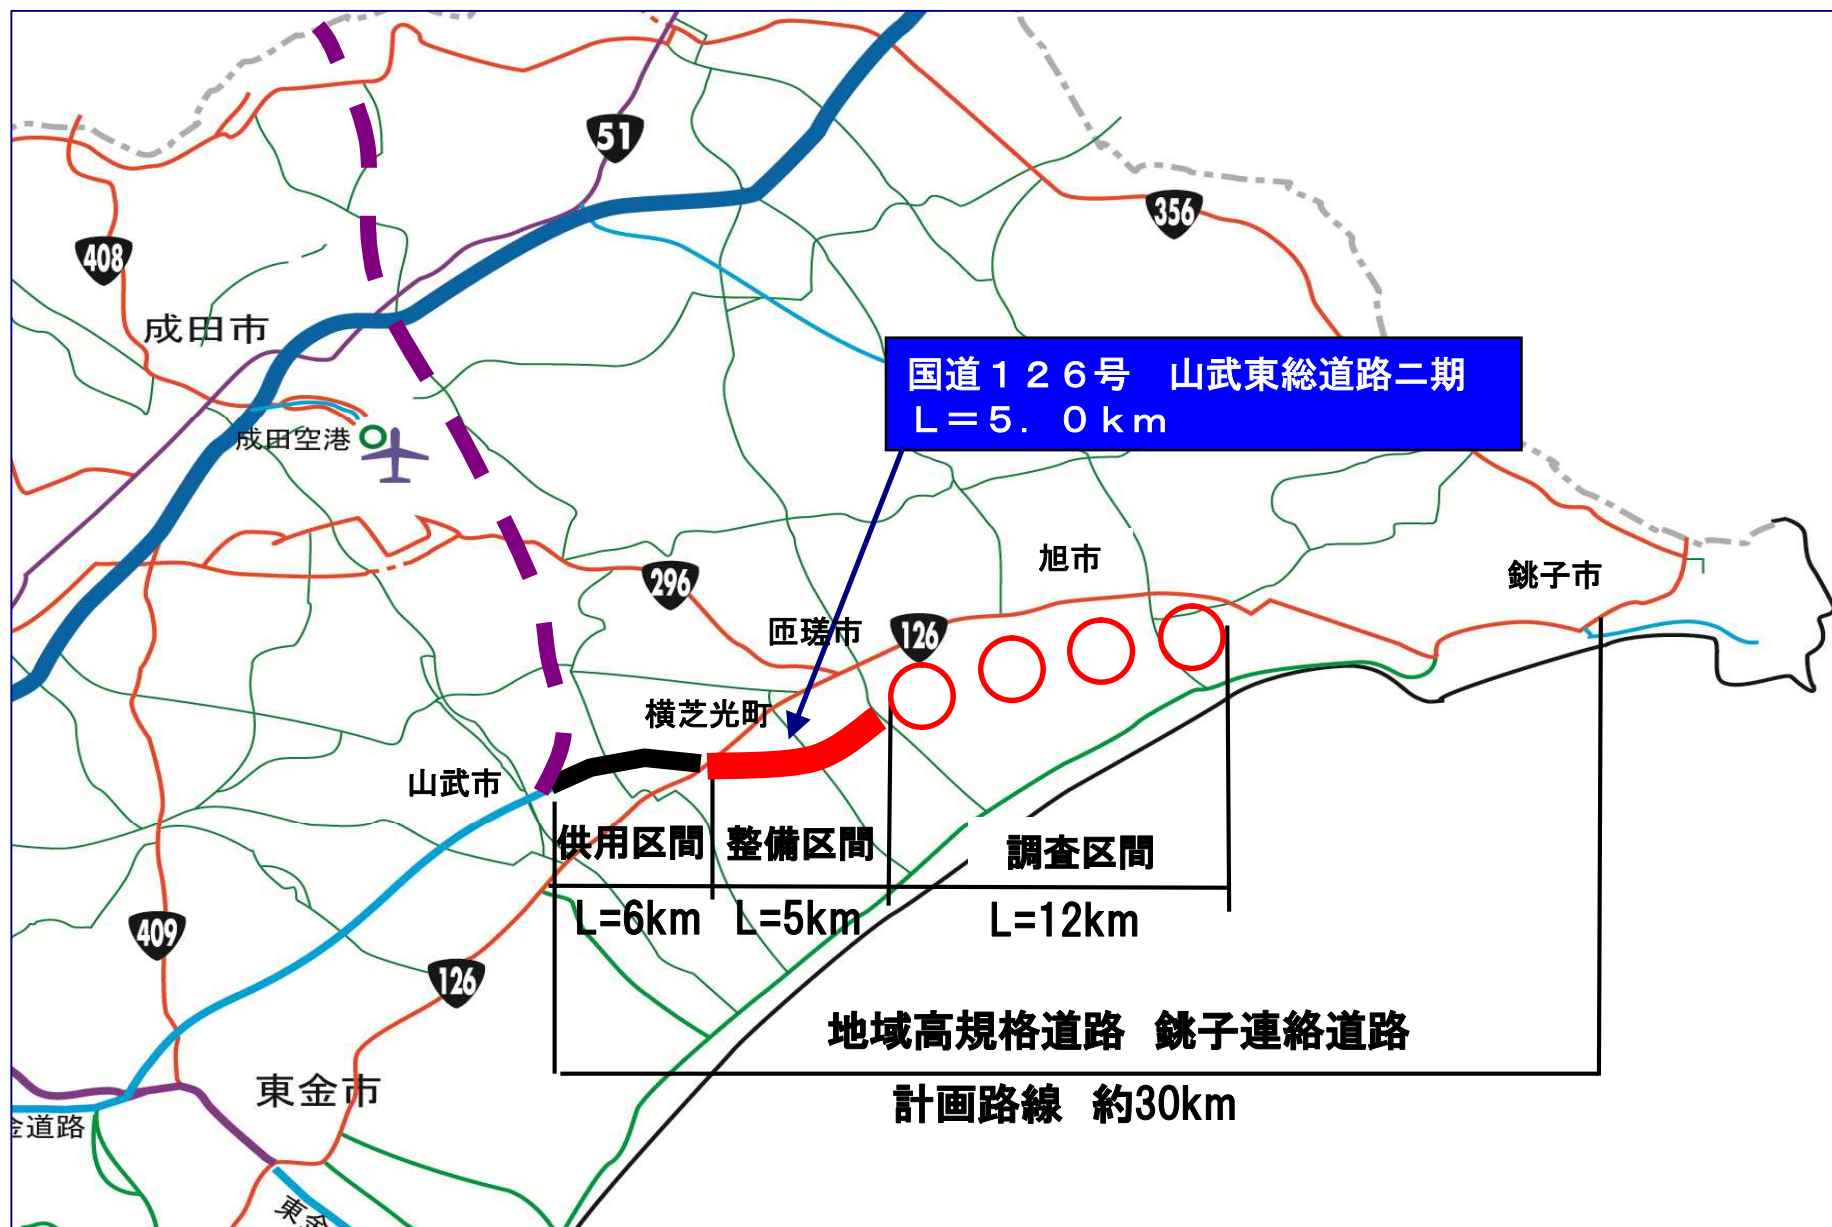 51
356
408
成田市
国道１２６号　山武東総道路二期
Ｌ＝５．０ｋｍ
成田空港
旭市
銚子市
296
匝瑳市
126
横芝光町
山武市
供用区間
整備区間
調査区間
L=6km
L=5km
L=12km
409
126
地域高規格道路　銚子連絡道路
東金市
計画路線　約30km
金道路
東金